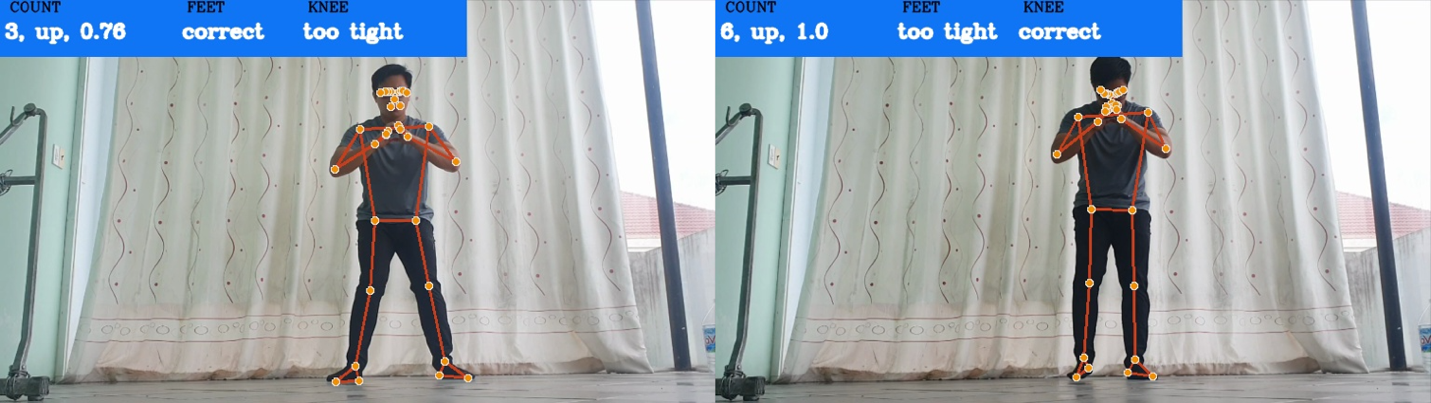 COUNT FEET KNEE
3, up, 0.76 correct too tight
COUNT FEET KNEE
6, up, 1.0 too tight correct